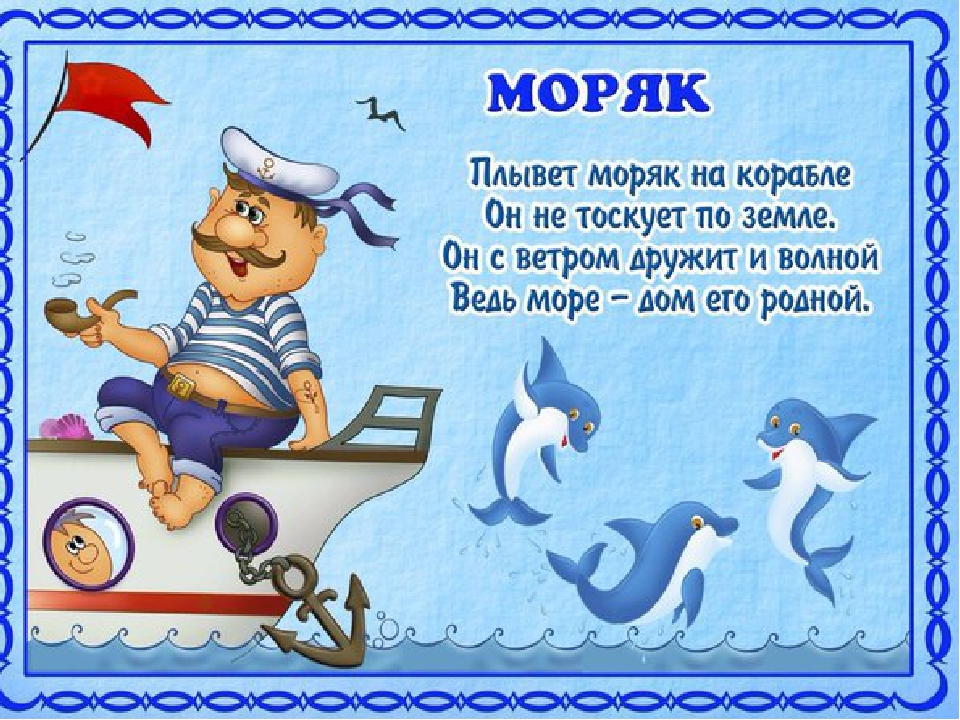 МОРЯК
Плывет моряк на корабле
Он не тоскует по земле.
Он с ветром дружит и волной
Ведь море – дом его родной.